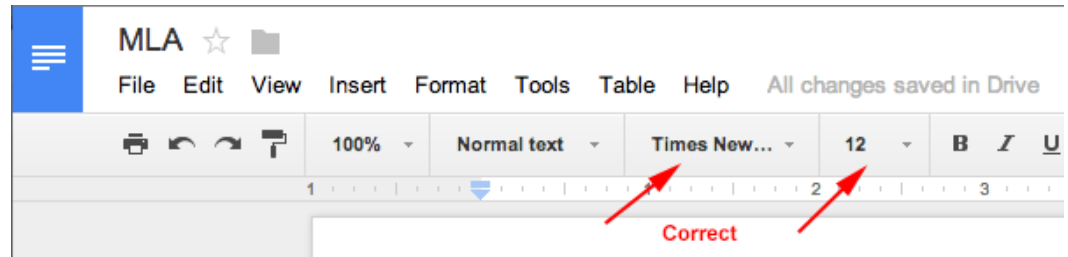 MLA
File Edit View Insert Format Tools Table Help All changes saved in Drive
100% Normal text Times New... 12 B I U
1 1 2 3
Correct